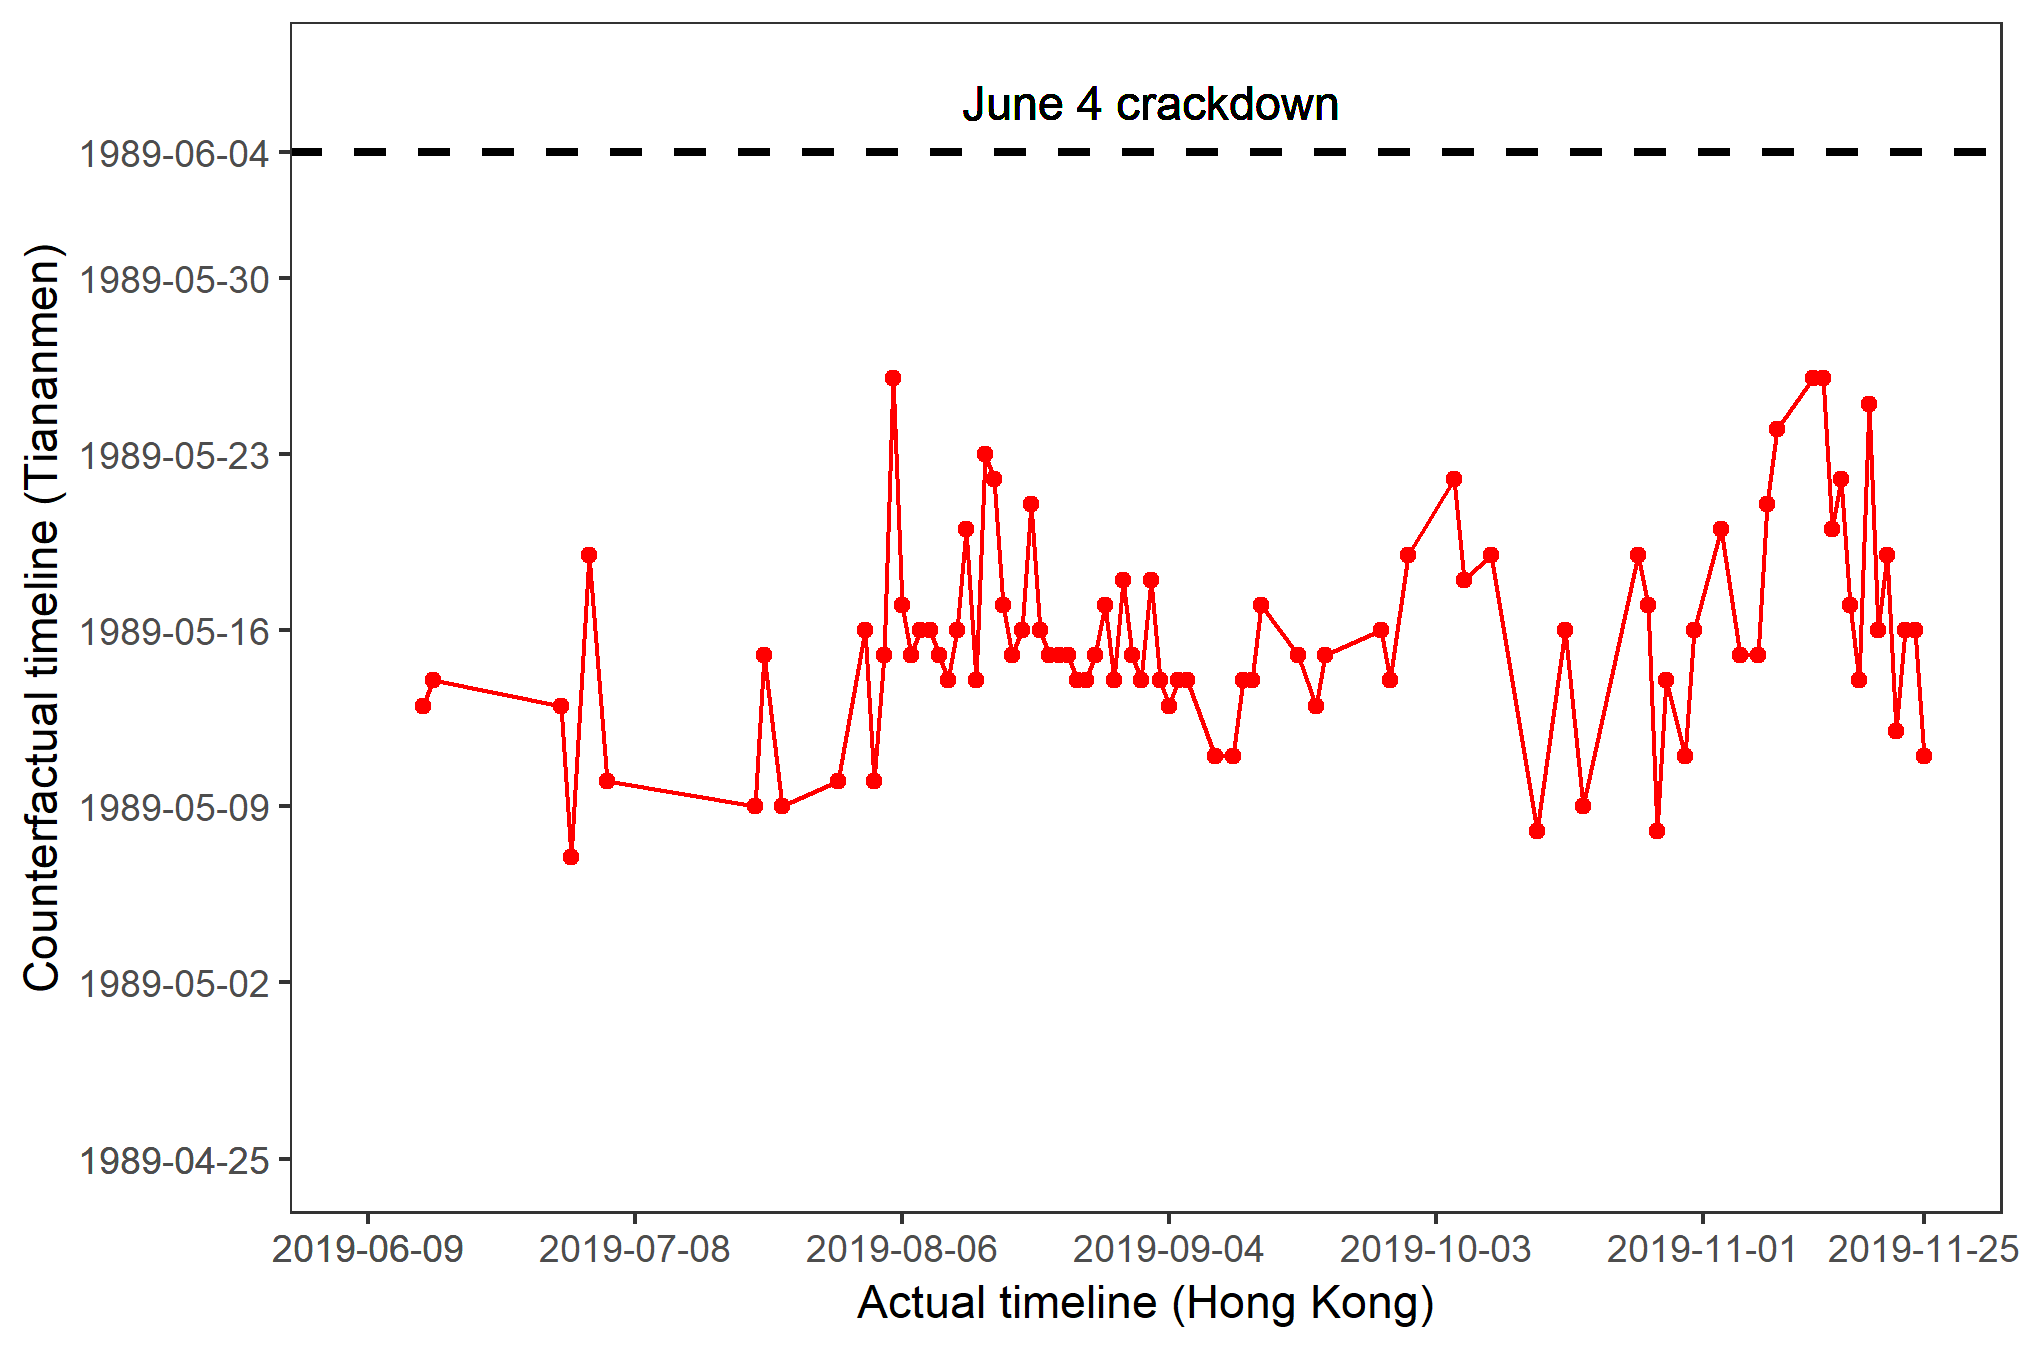 June 4 crackdown
1989-06-04
1989-05-30
1989-05-23
1989-05-16
1989-05-09
1989-05-02
1989-04-25
Counterfactual timeline (Tiananmen)
2019-06-09 2019-07-08 2019-08-06 2019-09-04 2019-10-03 2019-11-01 2019-11-25
Actual timeline (Hong Kong)